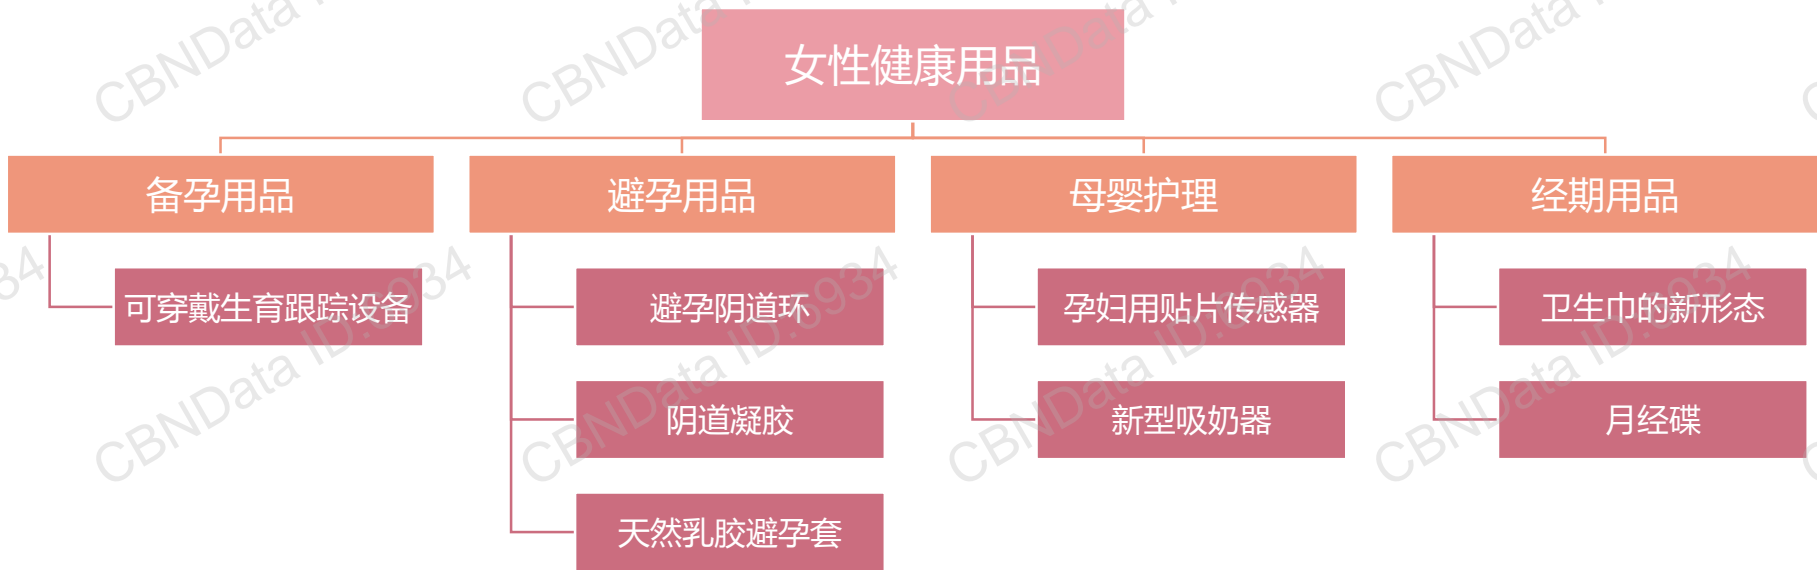 女性健康用品
备孕用品
可穿戴生育跟踪设备
避孕用品
避孕阴道环
阴道凝胶
天然乳胶避孕套
母婴护理
孕妇用贴片传感器
新型吸奶器
经期用品
卫生巾的新形态
月经碟
CBNData ID:6934